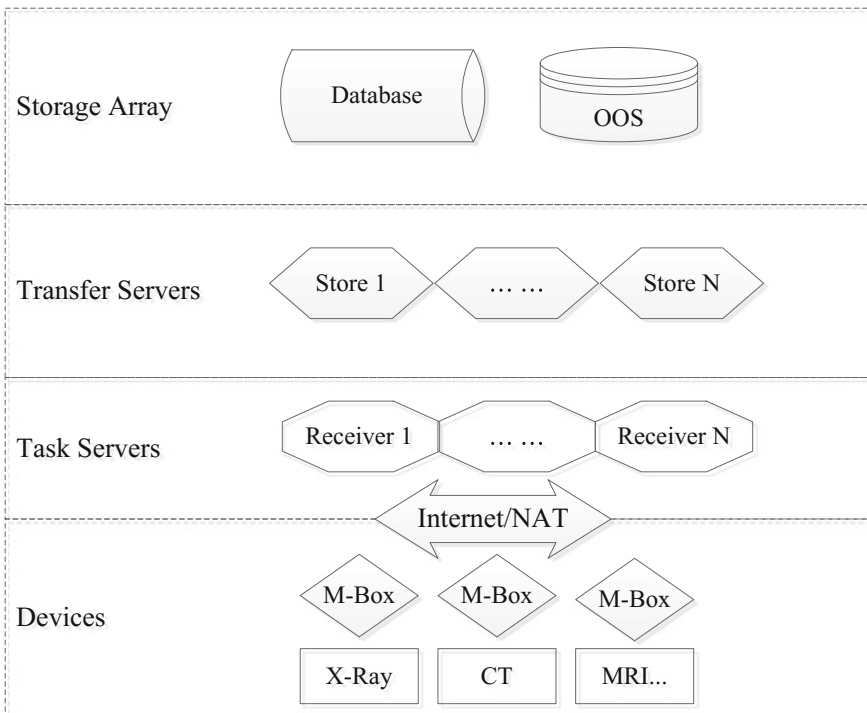 Storage Array
Database
OOS
Transfer Servers
Store 1
... ...
Store N
Task Servers
Receiver 1
... ...
Receiver N
Internet/NAT
Devices
M-Box
M-Box
M-Box
X-Ray
CT
MRI...